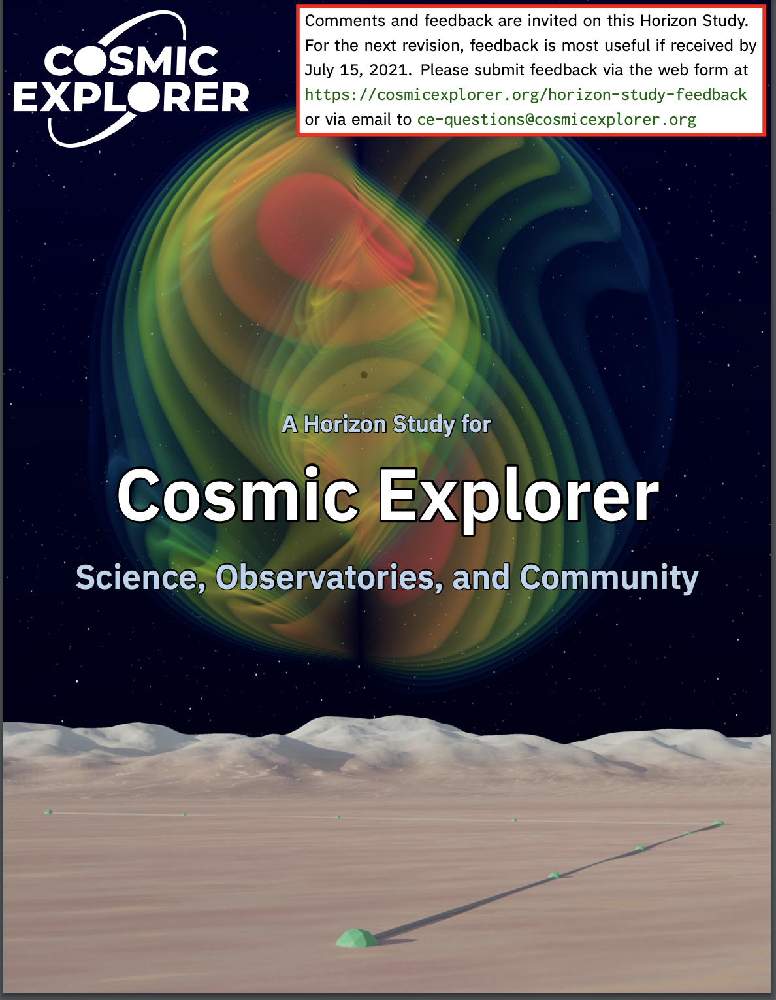 COSMIC
EXPLORER
Comments and feedback are invited on this Horizon Study.
For the next revision, feedback is most useful if received by
July 15, 2021. Please submit feedback via the web form at
https://cosmicexplorer.org/horizon-study-feedback
or via email to ce-questions@cosmicexplorer.org
A Horizon Study for
Cosmic Explorer
Science, Observatories, and Community